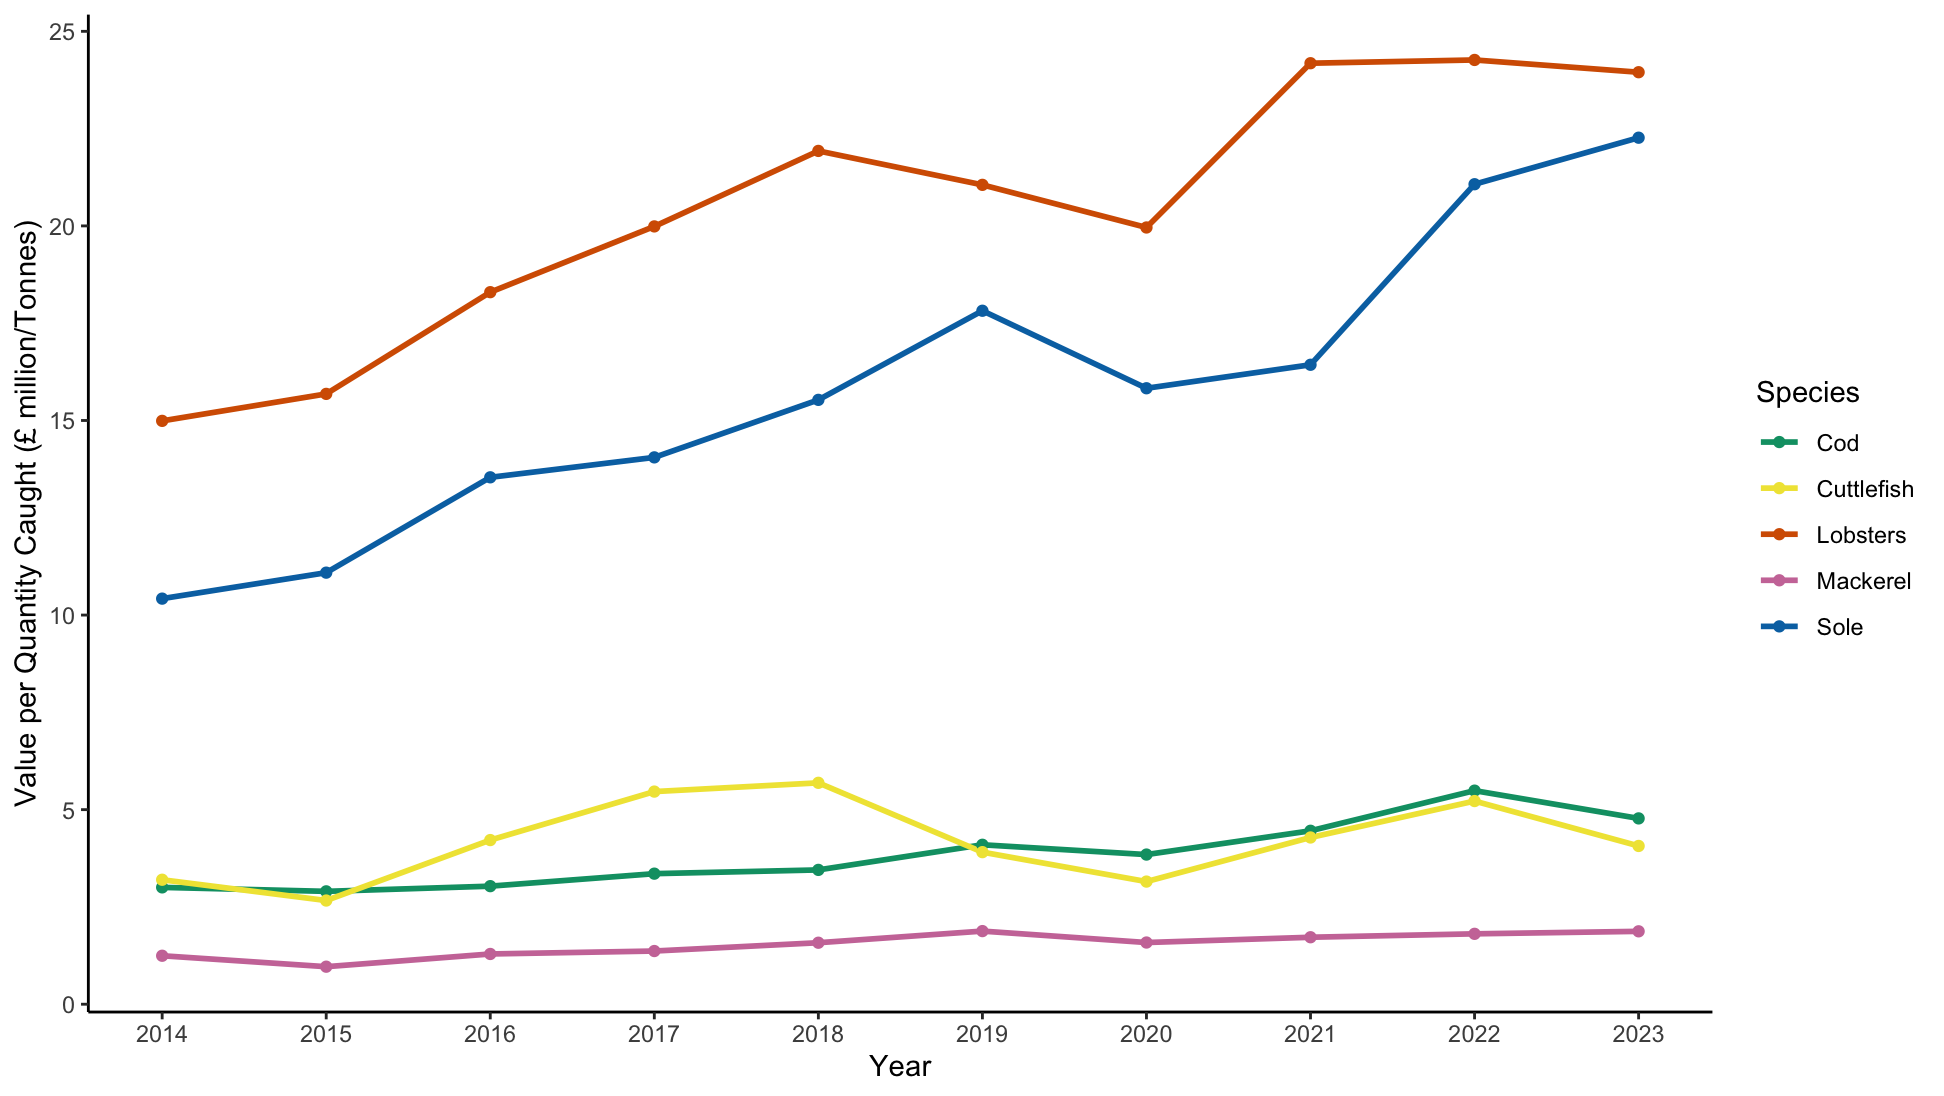 Value per Quantity Caught (£ million/Tonnes)
25
20
15
10
5
0
2014 2015 2016 2017 2018 2019 2020 2021 2022 2023
Year
Species
Cod
Cuttlefish
Lobsters
Mackerel
Sole